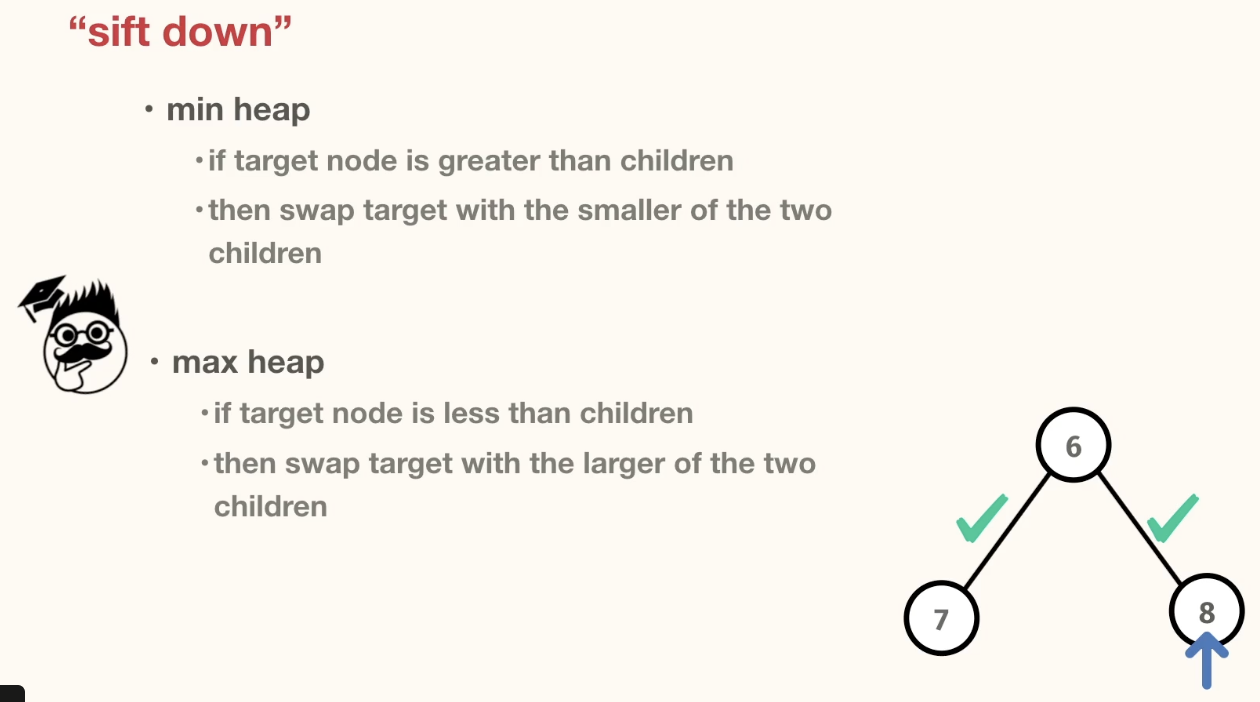 “sift down”
• min heap
• if target node is greater than children
• then swap target with the smaller of the two
children
• max heap
• if target node is less than children
• then swap target with the larger of the two
children
6
7
8